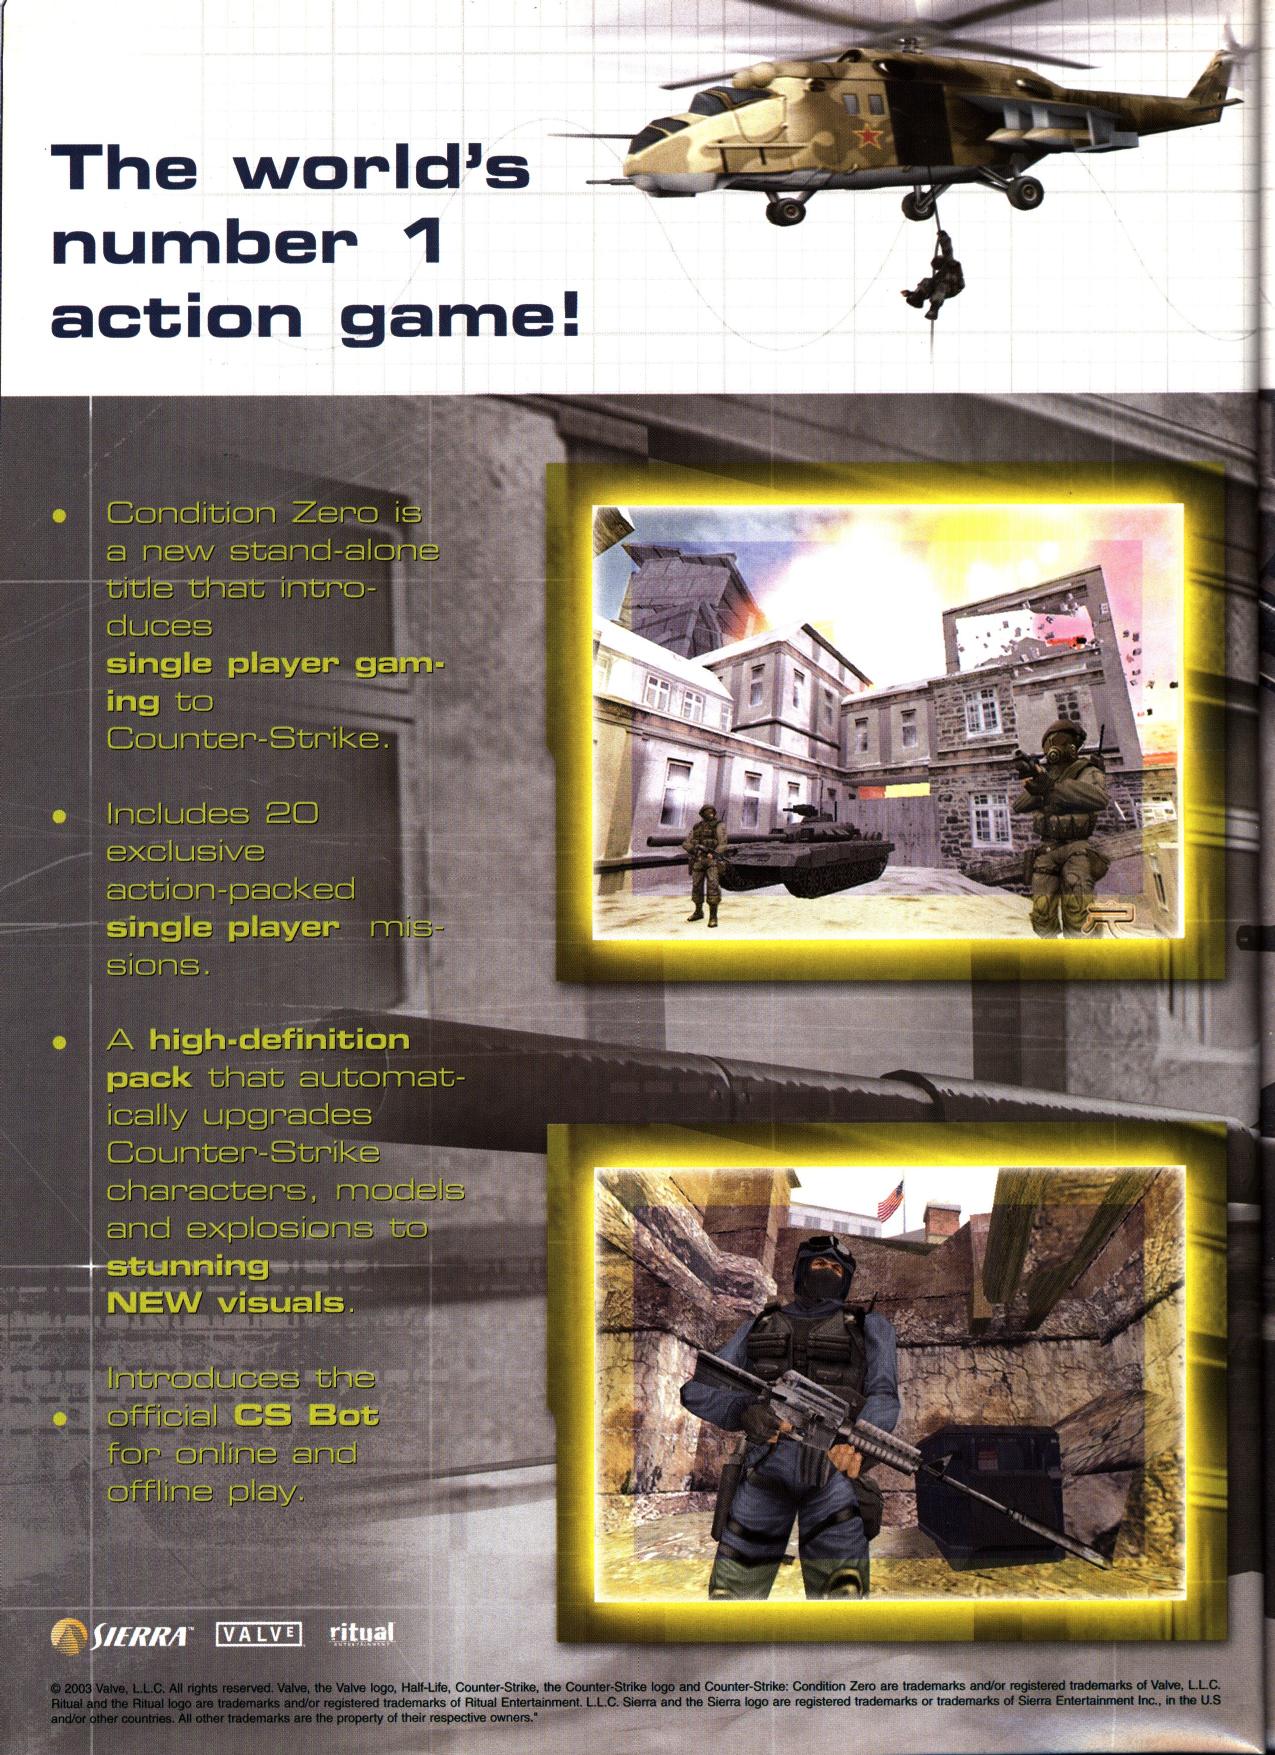 The world's
number 1
action game!
• Condition Zero is
a new stand-alone
title that intro-
duces
single player gam-
ing to
Counter-Strike.
• Includes 20
exclusive
action-packed
single player mis-
sions.
• A high-definition
pack that automat-
ically upgrades
Counter-Strike
characters, models
and explosions to
stunning
NEW visuals.
Introduces the
• official CS Bot
for online and
offline play.
SIERRA™ VALVE ritual
ENTERTAINMENT
© 2003 Valve, L.L.C. All rights reserved. Valve, the Valve logo, Half-Life, Counter-Strike, the Counter-Strike logo and Counter-Strike: Condition Zero are trademarks and/or registered trademarks of Valve, L.L.C.
Ritual and the Ritual logo are trademarks and/or registered trademarks of Ritual Entertainment. L.L.C. Sierra and the Sierra logo are registered trademarks or trademarks of Sierra Entertainment Inc., in the U.S
and/or other countries. All other trademarks are the property of their respective owners."